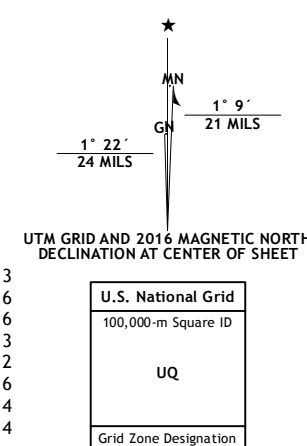 ★
MN
1° 9´
21 MILS
GN
1° 22´
24 MILS
UTM GRID AND 2016 MAGNETIC NORTH
DECLINATION AT CENTER OF SHEET
3
6
6
3
2
6
4
4
U.S. National Grid
100,000-m Square ID
UQ
Grid Zone Designation